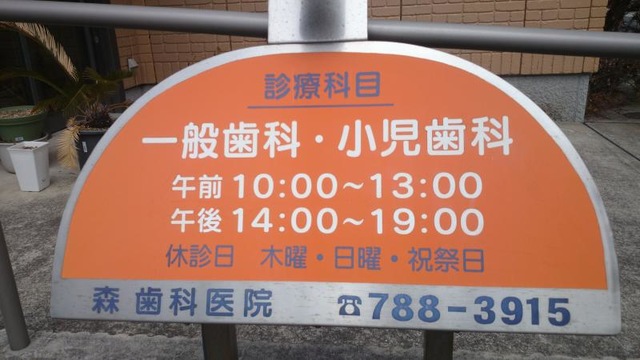 診療科目
一般歯科・小児歯科
午前 10:00～13:00
午後 14:00～19:00
休診日 木曜・日曜・祝祭日
森歯科医院 ☎788-3915